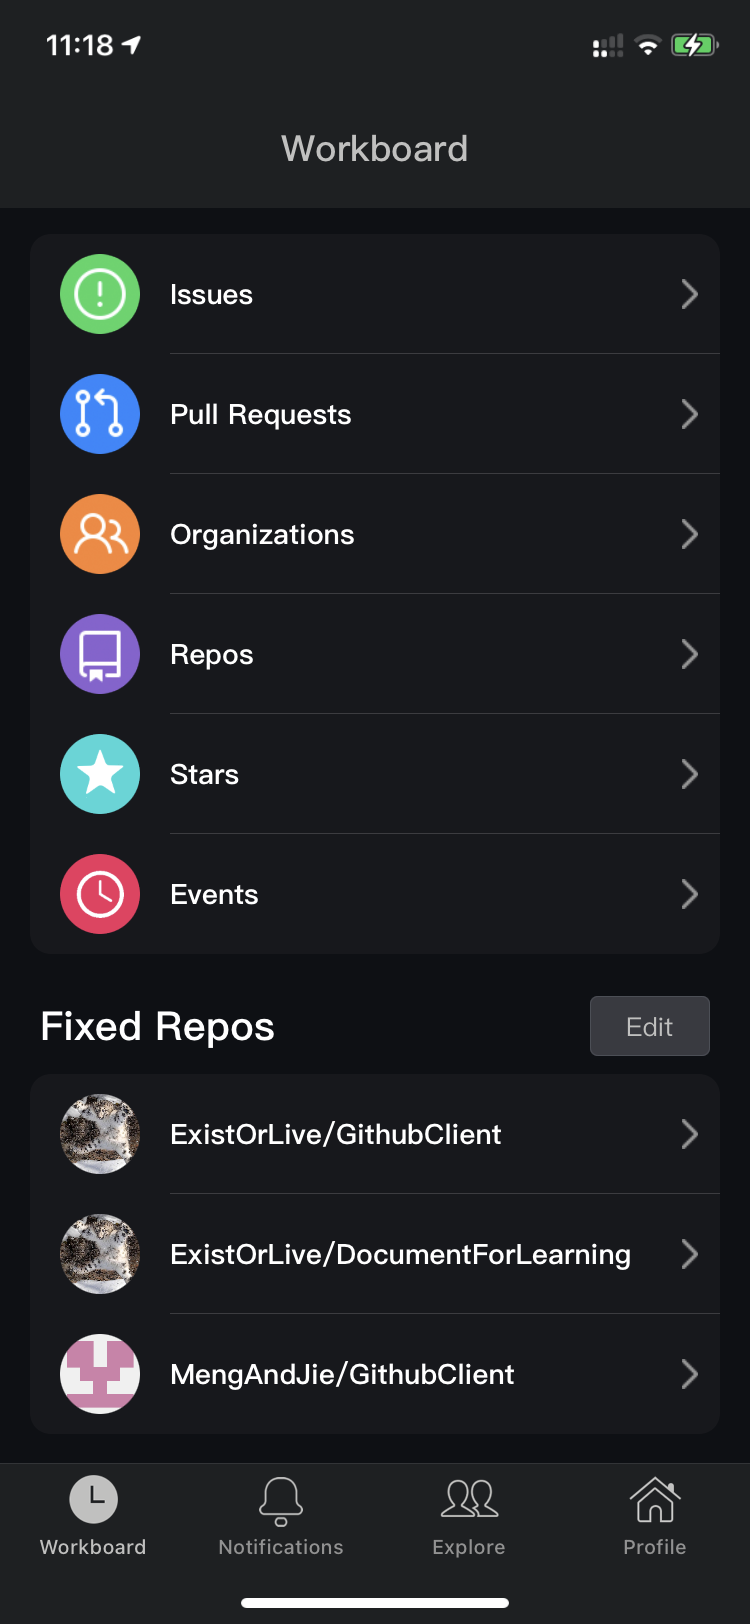 11:18
Workboard
Issues
Pull Requests
Organizations
Repos
Stars
Events
Fixed Repos
Edit
ExistOrLive/GithubClient
ExistOrLive/DocumentForLearning
MengAndJie/GithubClient
Workboard
Notifications
Explore
Profile